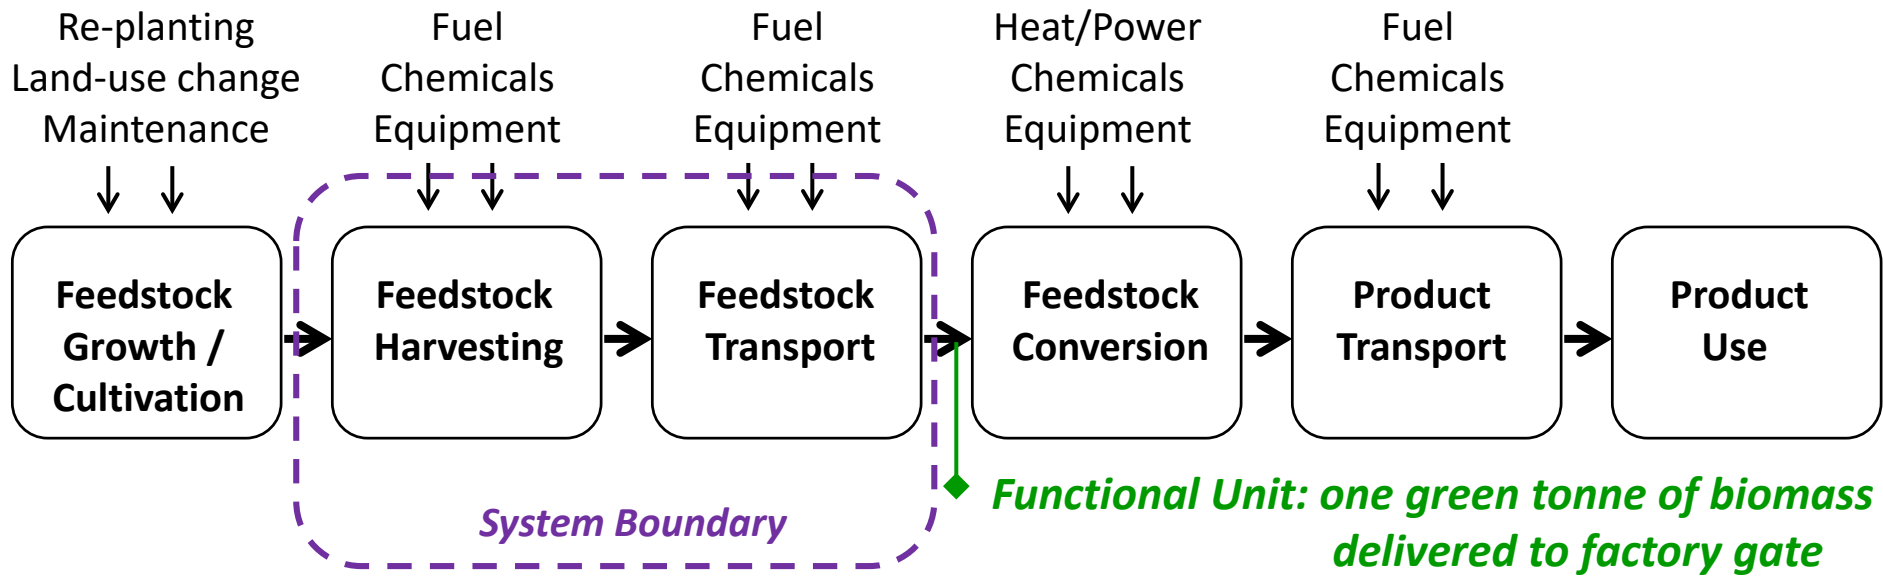 Re-planting
Land-use change
Maintenance
Fuel
Chemicals
Equipment
Fuel
Chemicals
Equipment
Heat/Power
Chemicals
Equipment
Fuel
Chemicals
Equipment
Feedstock
Growth /
Cultivation
Feedstock
Harvesting
Feedstock
Transport
Feedstock
Conversion
Product
Transport
Product
Use
System Boundary
Functional Unit: one green tonne of biomass
delivered to factory gate